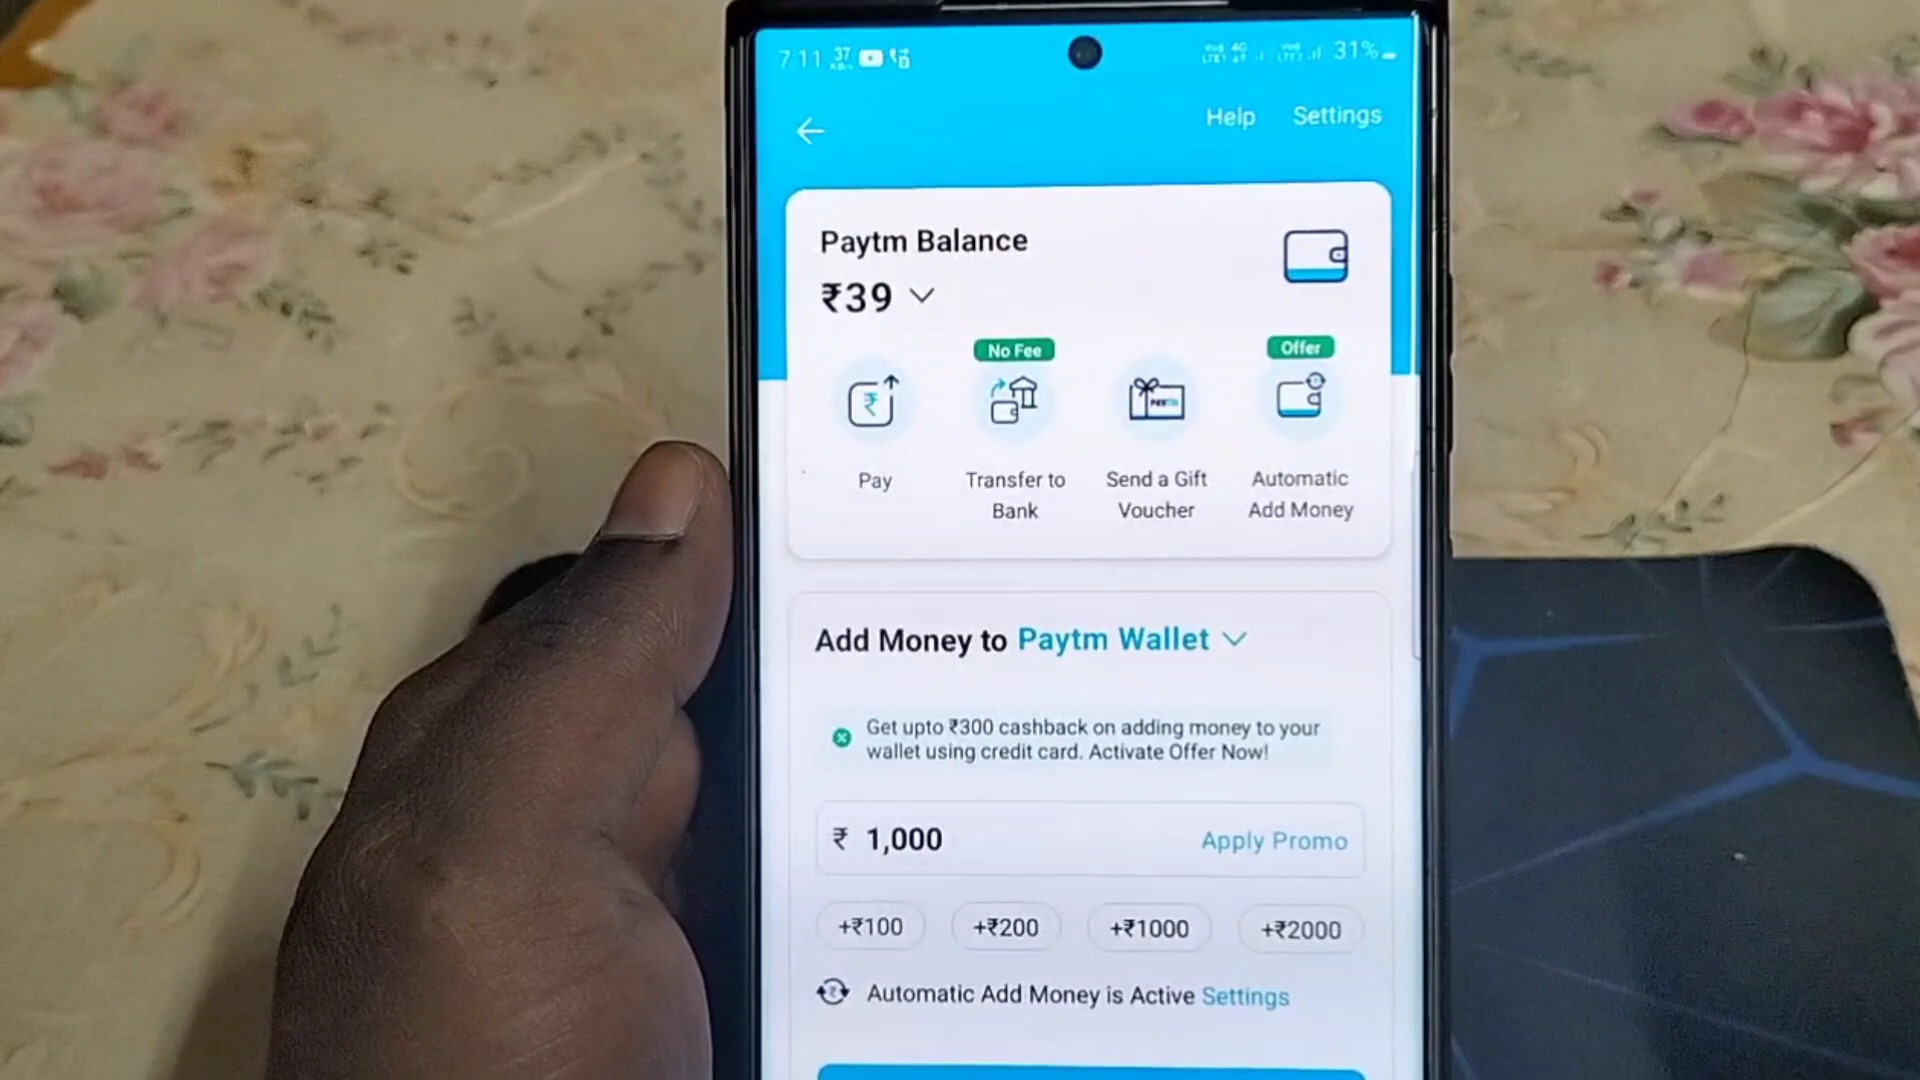 7:11 37
31%
Help Settings
Paytm Balance
₹39
No Fee Offer
Pay Transfer to Bank Send a Gift Voucher Automatic Add Money
Add Money to Paytm Wallet
Get upto ₹300 cashback on adding money to your
wallet using credit card. Activate Offer Now!
₹ 1,000 Apply Promo
+₹100 +₹200 +₹1000 +₹2000
Automatic Add Money is Active Settings